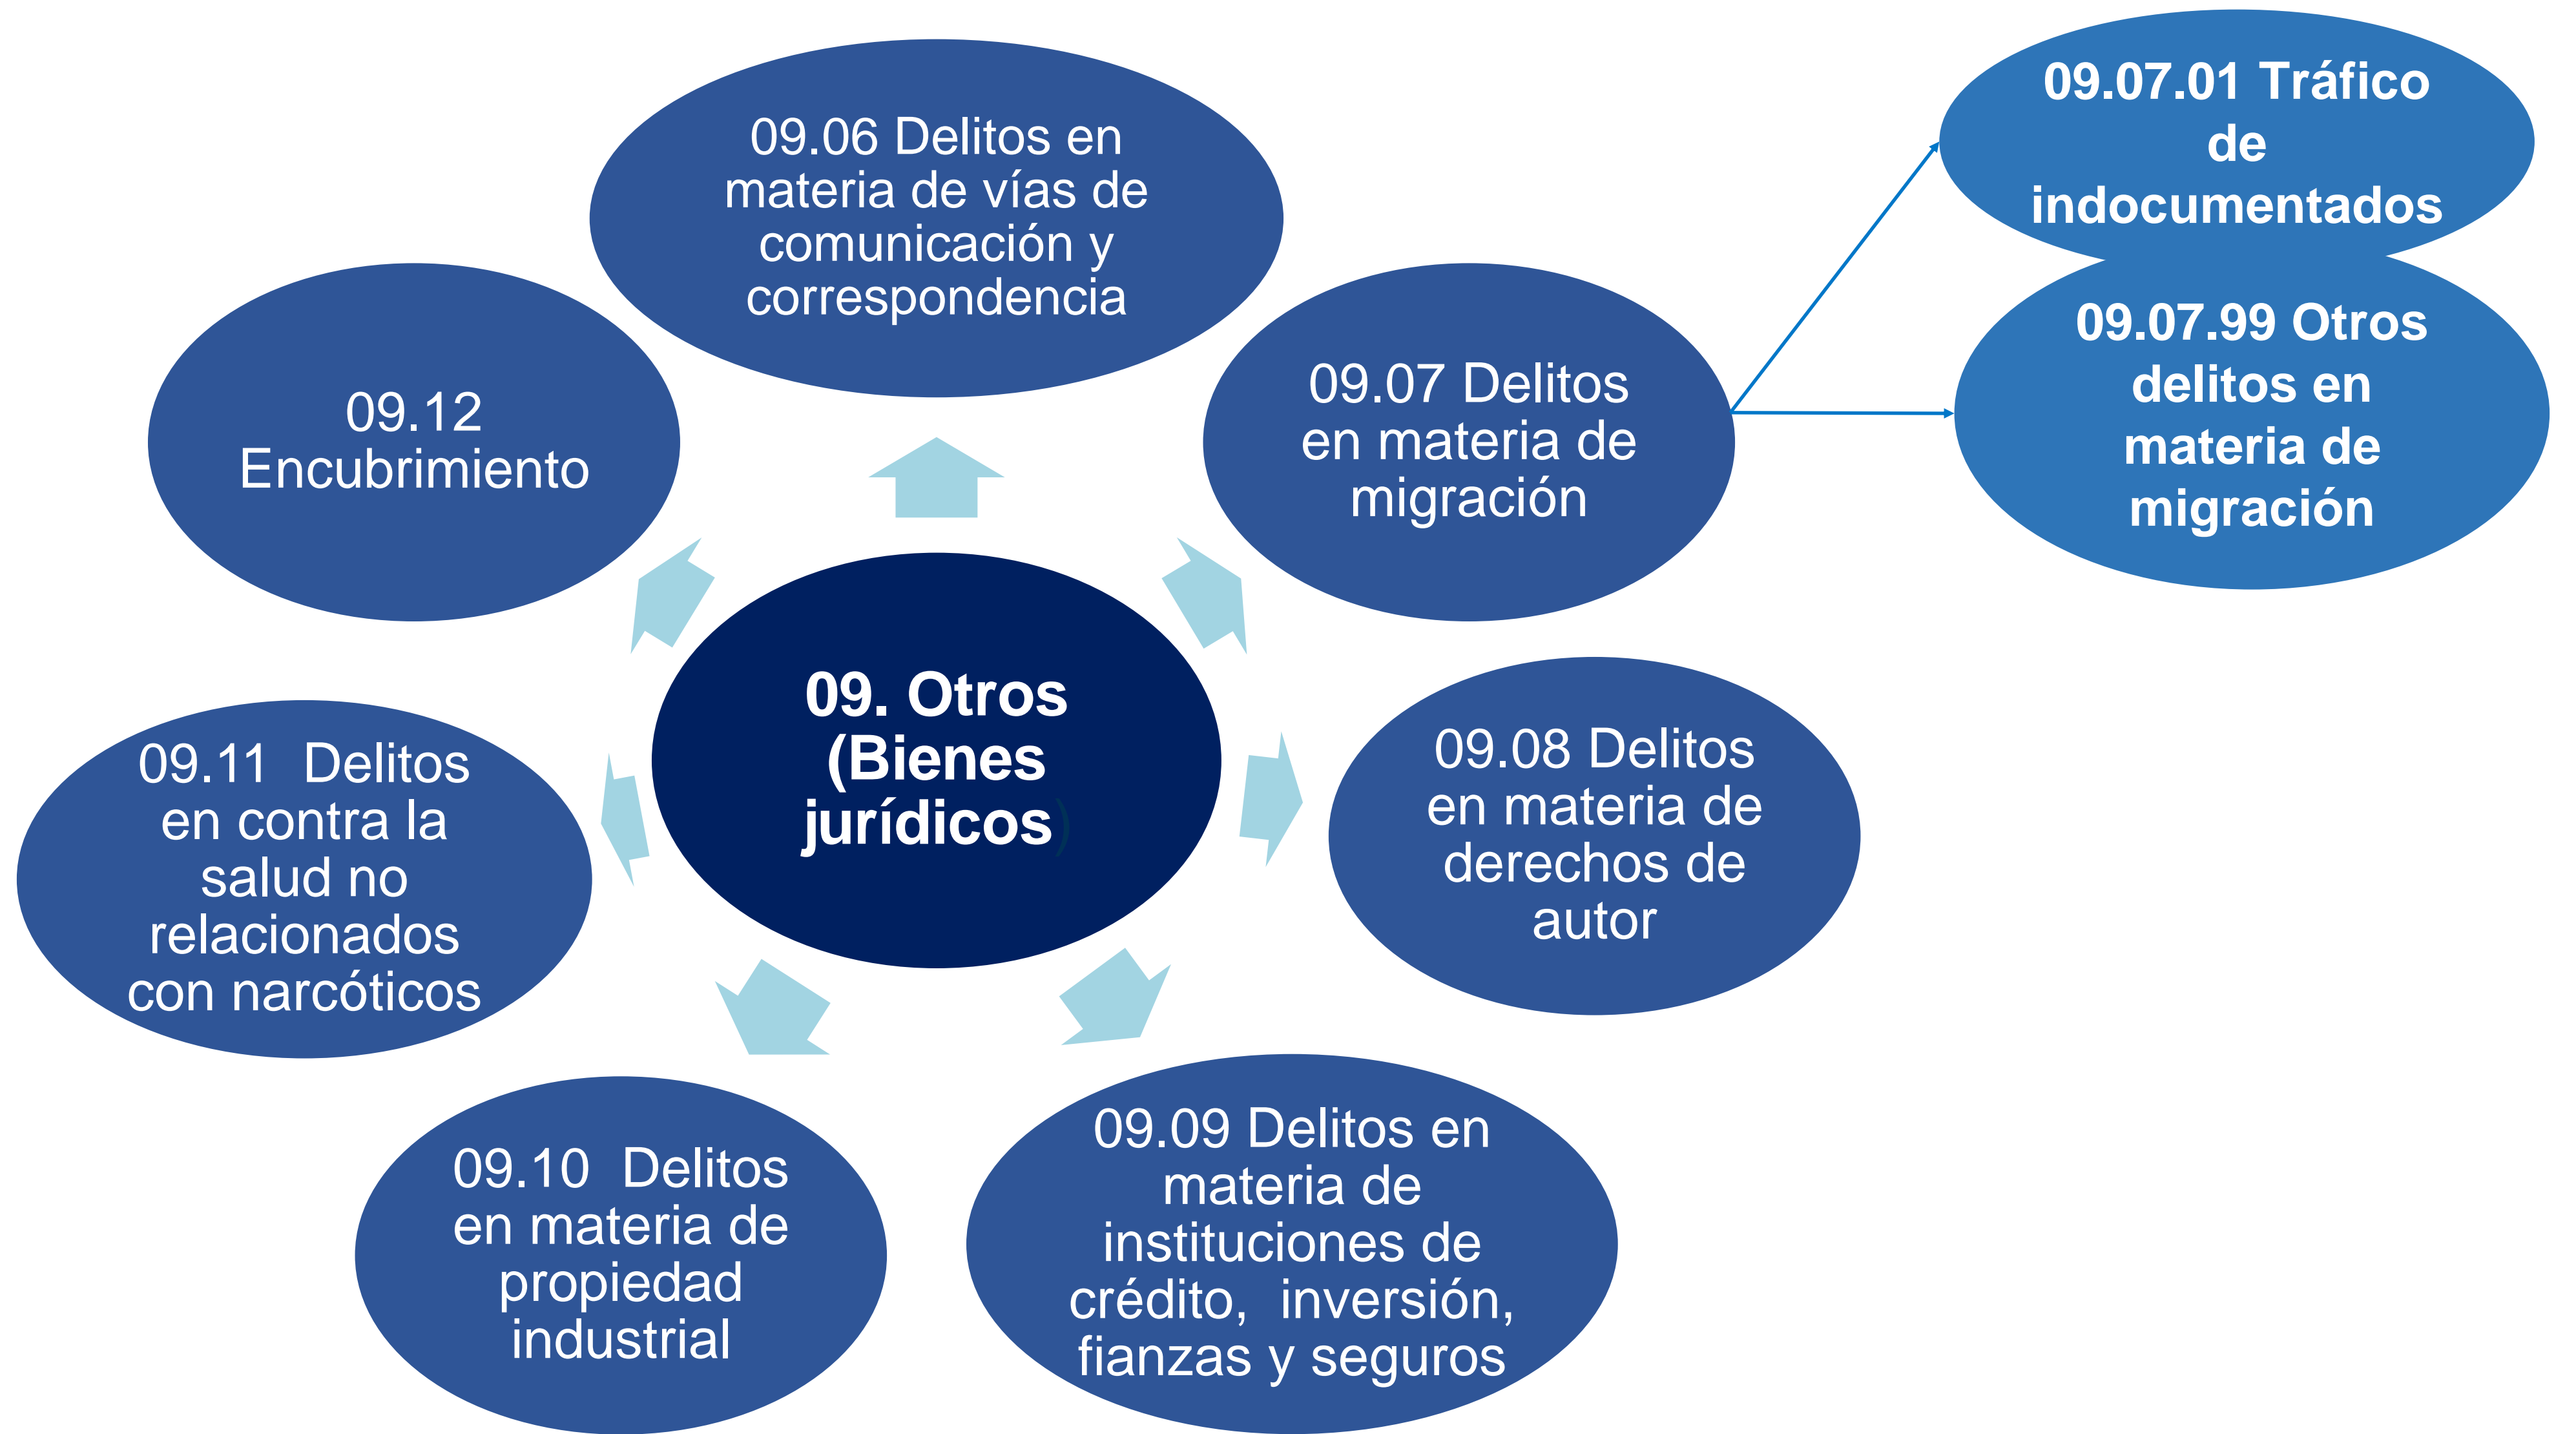 09.07.01 Tráfico
de
indocumentados
09.07.99 Otros
delitos en
materia de
migración
09.06 Delitos en
materia de vías de
comunicación y
correspondencia
09.07 Delitos
en materia de
migración
09.12
Encubrimiento
09. Otros
(Bienes
jurídicos)
09.08 Delitos
en materia de
derechos de
autor
09.11  Delitos
en contra la
salud no
relacionados
con narcóticos
09.09 Delitos en
materia de
instituciones de
crédito,  inversión,
fianzas y seguros
09.10  Delitos
en materia de
propiedad
industrial